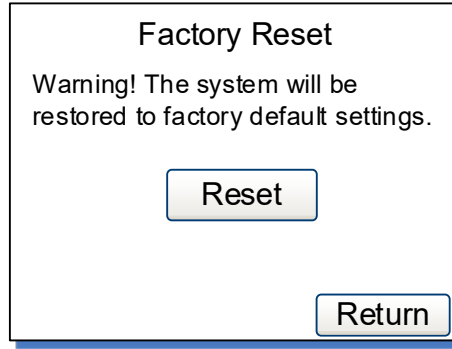 Factory Reset
Warning! The system will be
restored to factory default settings.
Reset
Return